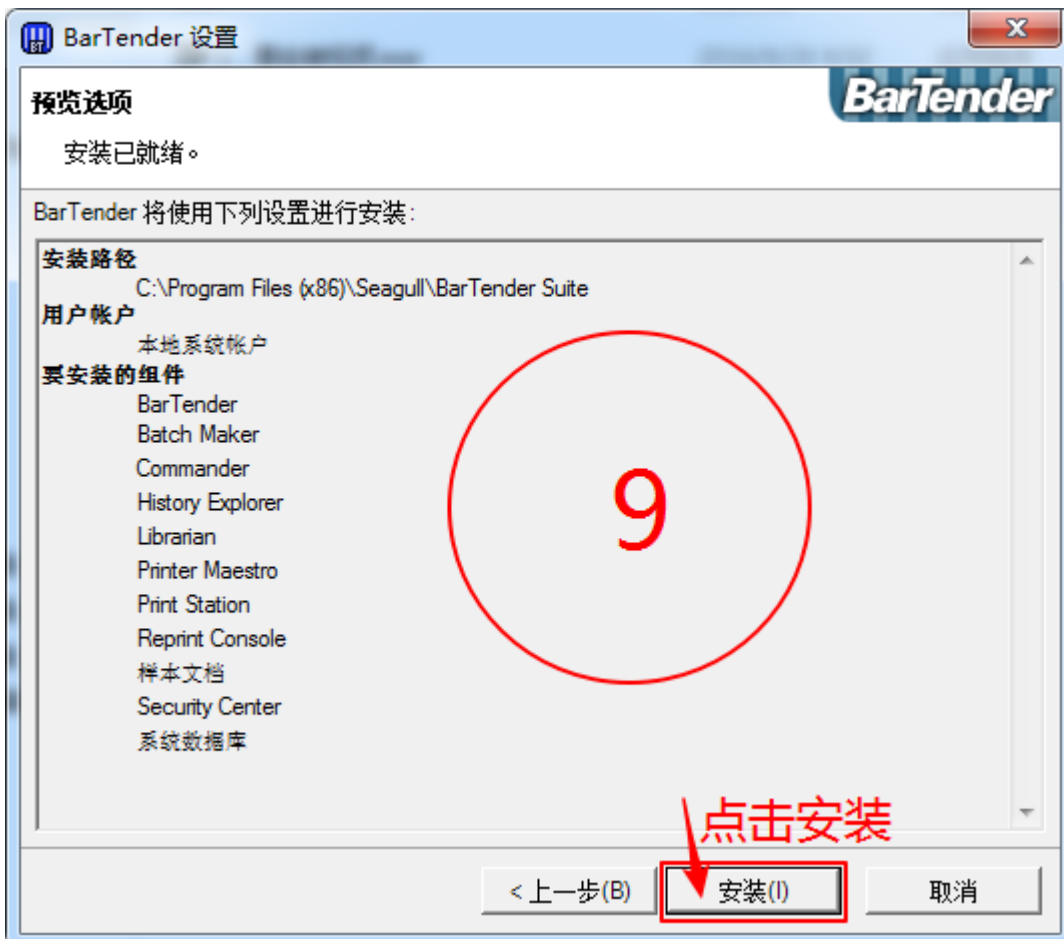 BarTender 设置
预览选项
BarTender
安装已就绪。
BarTender 将使用下列设置进行安装:
安装路径
C:\Program Files (x86)\Seagull\BarTender Suite
用户帐户
本地系统帐户
要安装的组件
BarTender
Batch Maker
Commander
History Explorer
Librarian
Printer Maestro
Print Station
Reprint Console
样本文档
Security Center
系统数据库
9
点击安装
<上一步(B)
安装(I)
取消